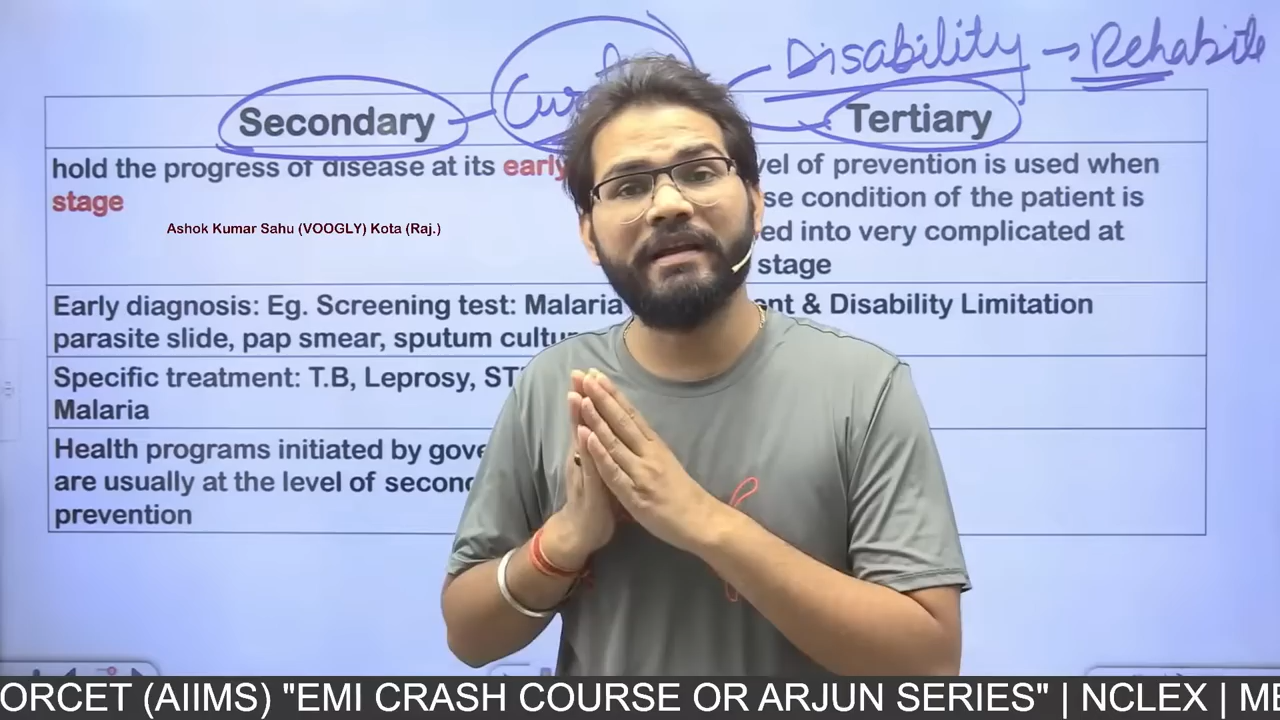 Disability → Rehabite
Secondary
Tertiary
hold the progress of disease at its early
stage
vel of prevention is used when
se condition of the patient is
ed into very complicated at
stage
Ashok Kumar Sahu (VOOGLY) Kota (Raj.)
Early diagnosis: Eg. Screening test: Malaria
parasite slide, pap smear, sputum cultu
nt & Disability Limitation
Specific treatment: T.B, Leprosy, ST
Malaria
Health programs initiated by gove
are usually at the level of second
prevention
ORCET (AIIMS) "EMI CRASH COURSE OR ARJUN SERIES" | NCLEX | ME